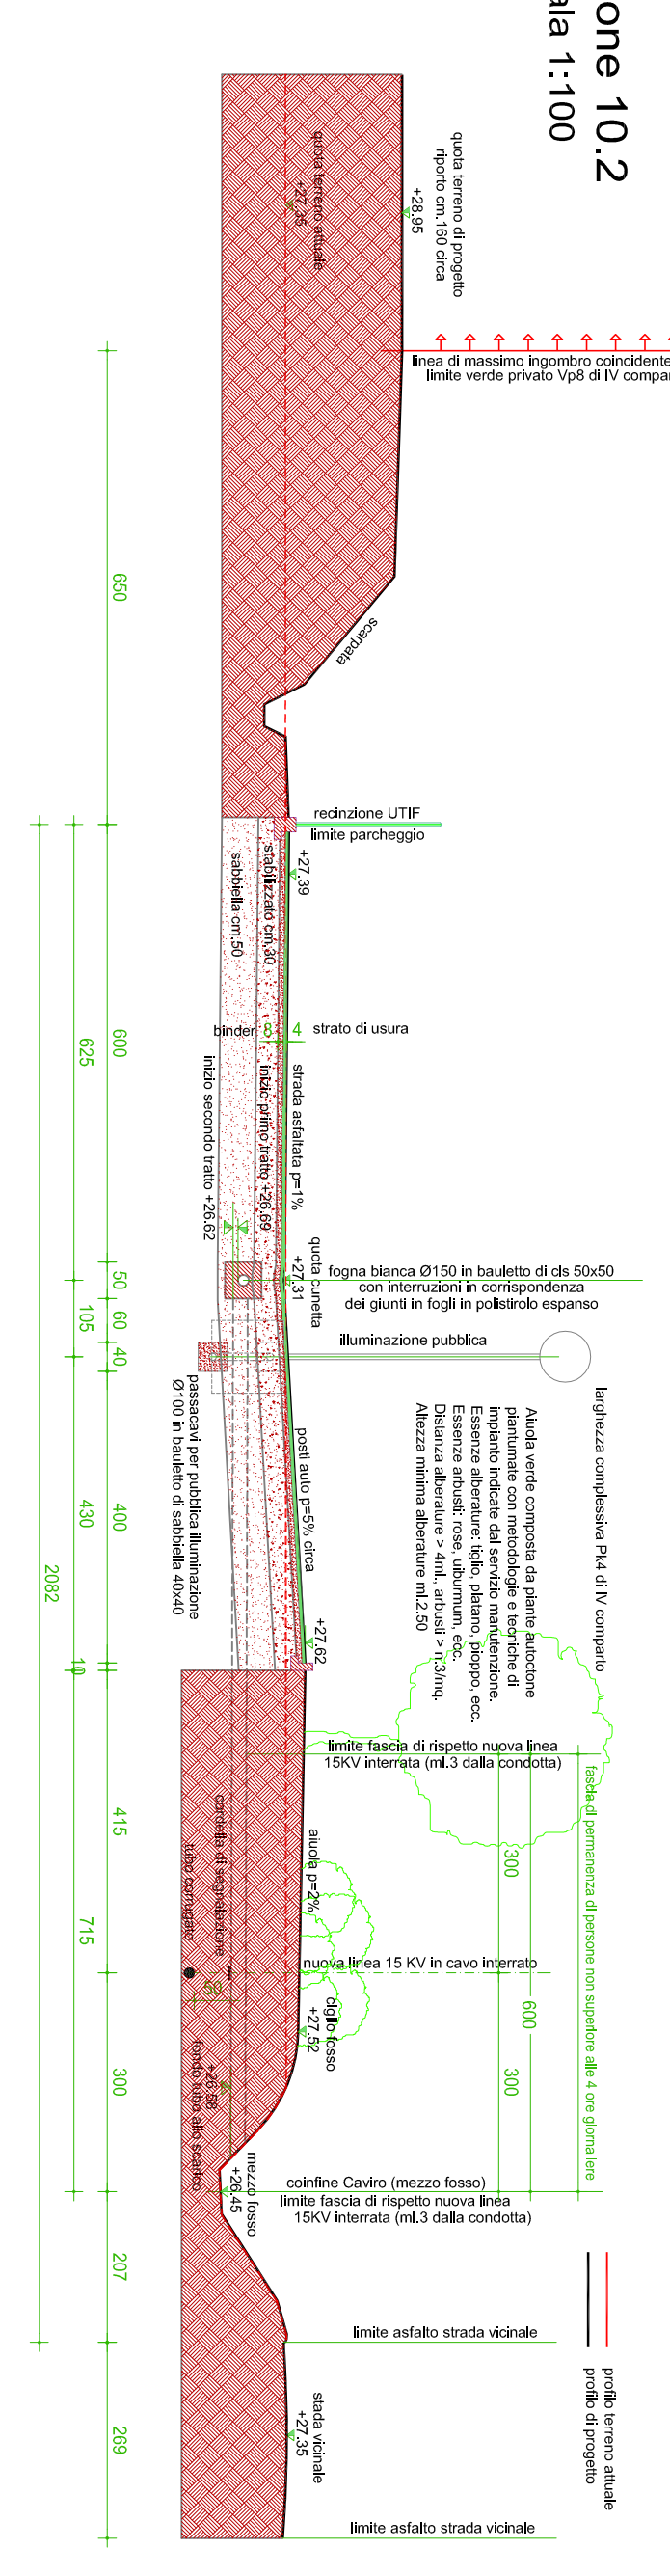 one 10.2
ala 1:100
quota terreno di progetto
riporto cm.160 circa
+28.95
quota terreno attuale
+27.35
linea di massimo ingombro coincidente
limite verde privato Vp8 di IV compar
650
scarpata
recinzione UTIF
limite parcheggio
+27.39
stabilizzato cm.30
sabbiella cm.50
binder 8 4 strato di usura
600
625
strada asfaltata p=1%
inizio primo tratto +26.69
inizio secondo tratto +26.62
quota cunetta
+27.31
fogna bianca Ø150 in bauletto di cls 50x50
con interruzioni in corrispondenza
dei giunti in fogli in polistirolo espanso
50
60
105
40
illuminazione pubblica
larghezza complessiva Pk4 di IV comparto
Aiuola verde composta da piante autoctone
piantumate con metodologie e tecniche di
impianto indicate dal servizio manutenzione.
Essenze alberature: tiglio, platano, pioppo, ecc.
Essenze arbusti: rose, uiburmum, ecc.
Distanza alberature > 4ml., arbusti > n.3/mq.
Altezza minima alberature ml.2.50
posti auto p=5% circa
passacavi per pubblica illuminazione
Ø100 in bauletto di sabbiella 40x40
400
430
2082
+27.62
10
limite fascia di rispetto nuova linea
15KV interrata (ml.3 dalla condotta)
fascia di permanenza di persone non superiore alle 4 ore giornaliere
300
415
aiuola p=2%
cordella di segnalazione
tubo corrugato
715
nuova linea 15 KV in cavo interrato
50
600
ciglio fosso
+27.52
300
300
+26.58
fondo tubo allo scarico
mezzo fosso
+26.45
coinfine Caviro (mezzo fosso)
limite fascia di rispetto nuova linea
15KV interrata (ml.3 dalla condotta)
207
limite asfalto strada vicinale
profilo terreno attuale
profilo di progetto
stada vicinale
+27.35
269
limite asfalto strada vicinale